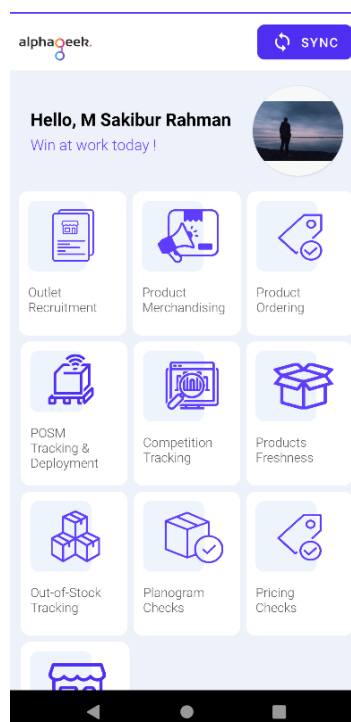 alphageek.
SYNC
Hello, M Sakibur Rahman
Win at work today !
Outlet
Recruitment
Product
Merchandising
Product
Ordering
POSM
Tracking &
Deployment
Competition
Tracking
Products
Freshness
Out-of-Stock
Tracking
Planogram
Checks
Pricing
Checks